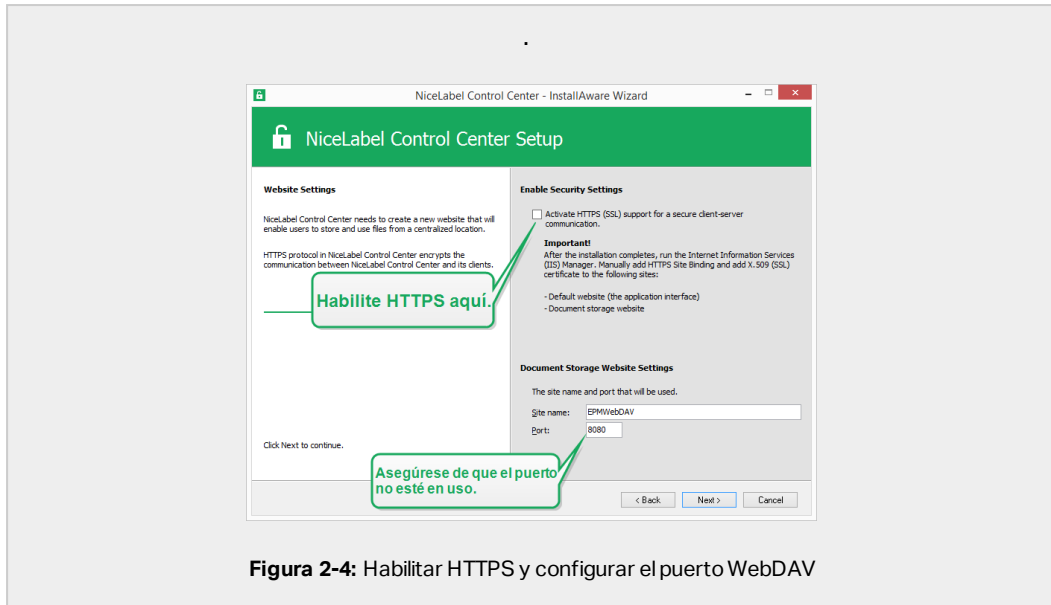 .
NiceLabel Control Center - InstallAware Wizard
NiceLabel Control Center Setup
Website Settings
NiceLabel Control Center needs to create a new website that will
enable users to store and use files from a centralized location.
HTTPS protocol in NiceLabel Control Center encrypts the
communication between NiceLabel Control Center and its clients.
Habilite HTTPS aquí.
Click Next to continue.
Enable Security Settings
Activate HTTPS (SSL) support for a secure client-server
communication.
Important!
After the installation completes, run the Internet Information Services
(IIS) Manager. Manually add HTTPS Site Binding and add X.509 (SSL)
certificate to the following sites:
- Default website (the application interface)
- Document storage website
Document Storage Website Settings
The site name and port that will be used.
Site name: EPMWebDAV
Port: 8080
Asegúrese de que el puerto
no esté en uso.
< Back Next > Cancel
Figura 2-4: Habilitar HTTPS y configurar el puerto WebDAV